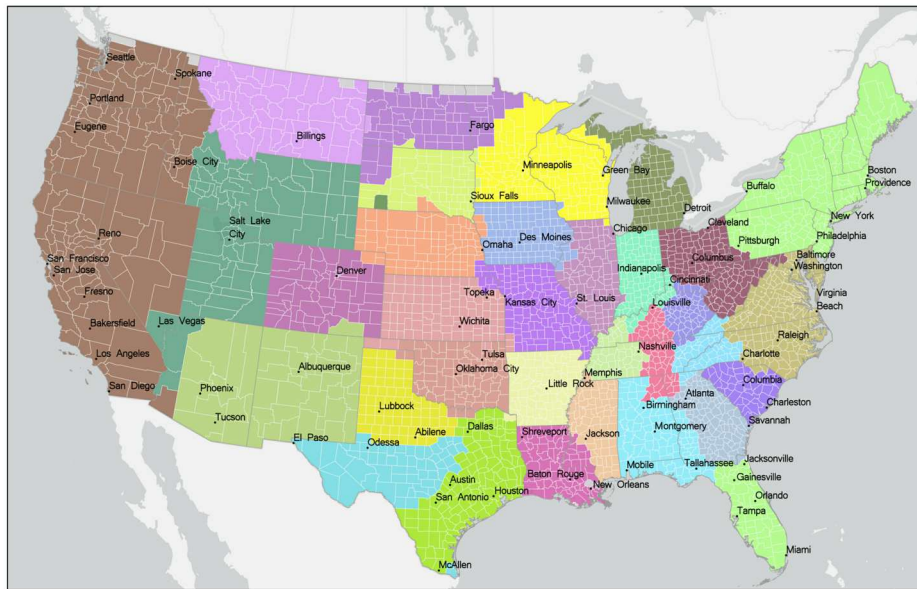 Seattle
Spokane
Portland
Eugene
Billings
Fargo
Boise City
Minneapolis
Green Bay
Sioux Falls
Milwaukee
Detroit
Buffalo
Boston
Providence
New York
Cleveland
Chicago
Pittsburgh
Philadelphia
Reno
Salt Lake
City
Omaha
Des Moines
Baltimore
Washington
San Francisco
San Jose
Denver
Indianapolis
Columbus
Cincinnati
Fresno
Topeka
Kansas City
St. Louis
Louisville
Virginia
Beach
Bakersfield
Las Vegas
Wichita
Nashville
Raleigh
Los Angeles
Albuquerque
Tulsa
Oklahoma City
Memphis
Charlotte
San Diego
Phoenix
Little Rock
Atlanta
Columbia
Tucson
Lubbock
Birmingham
Charleston
El Paso
Abilene
Dallas
Shreveport
Jackson
Montgomery
Savannah
Odessa
Mobile
Tallahassee
Jacksonville
Austin
Baton Rouge
New Orleans
Gainesville
San Antonio
Houston
Orlando
Tampa
Miami
McAllen